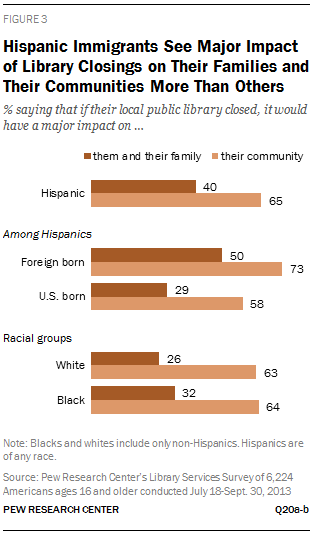 FIGURE 3
Hispanic Immigrants See Major Impact
of Library Closings on Their Families and
Their Communities More Than Others
% saying that if their local public library closed, it would
have a major impact on ...
them and their family their community
Hispanic 40
65
Among Hispanics
Foreign born 50
73
U.S. born 29
58
Racial groups
White 26
63
Black 32
64
Note: Blacks and whites include only non-Hispanics. Hispanics are
of any race.
Source: Pew Research Center's Library Services Survey of 6,224
Americans ages 16 and older conducted July 18-Sept. 30, 2013
PEW RESEARCH CENTER Q20a-b